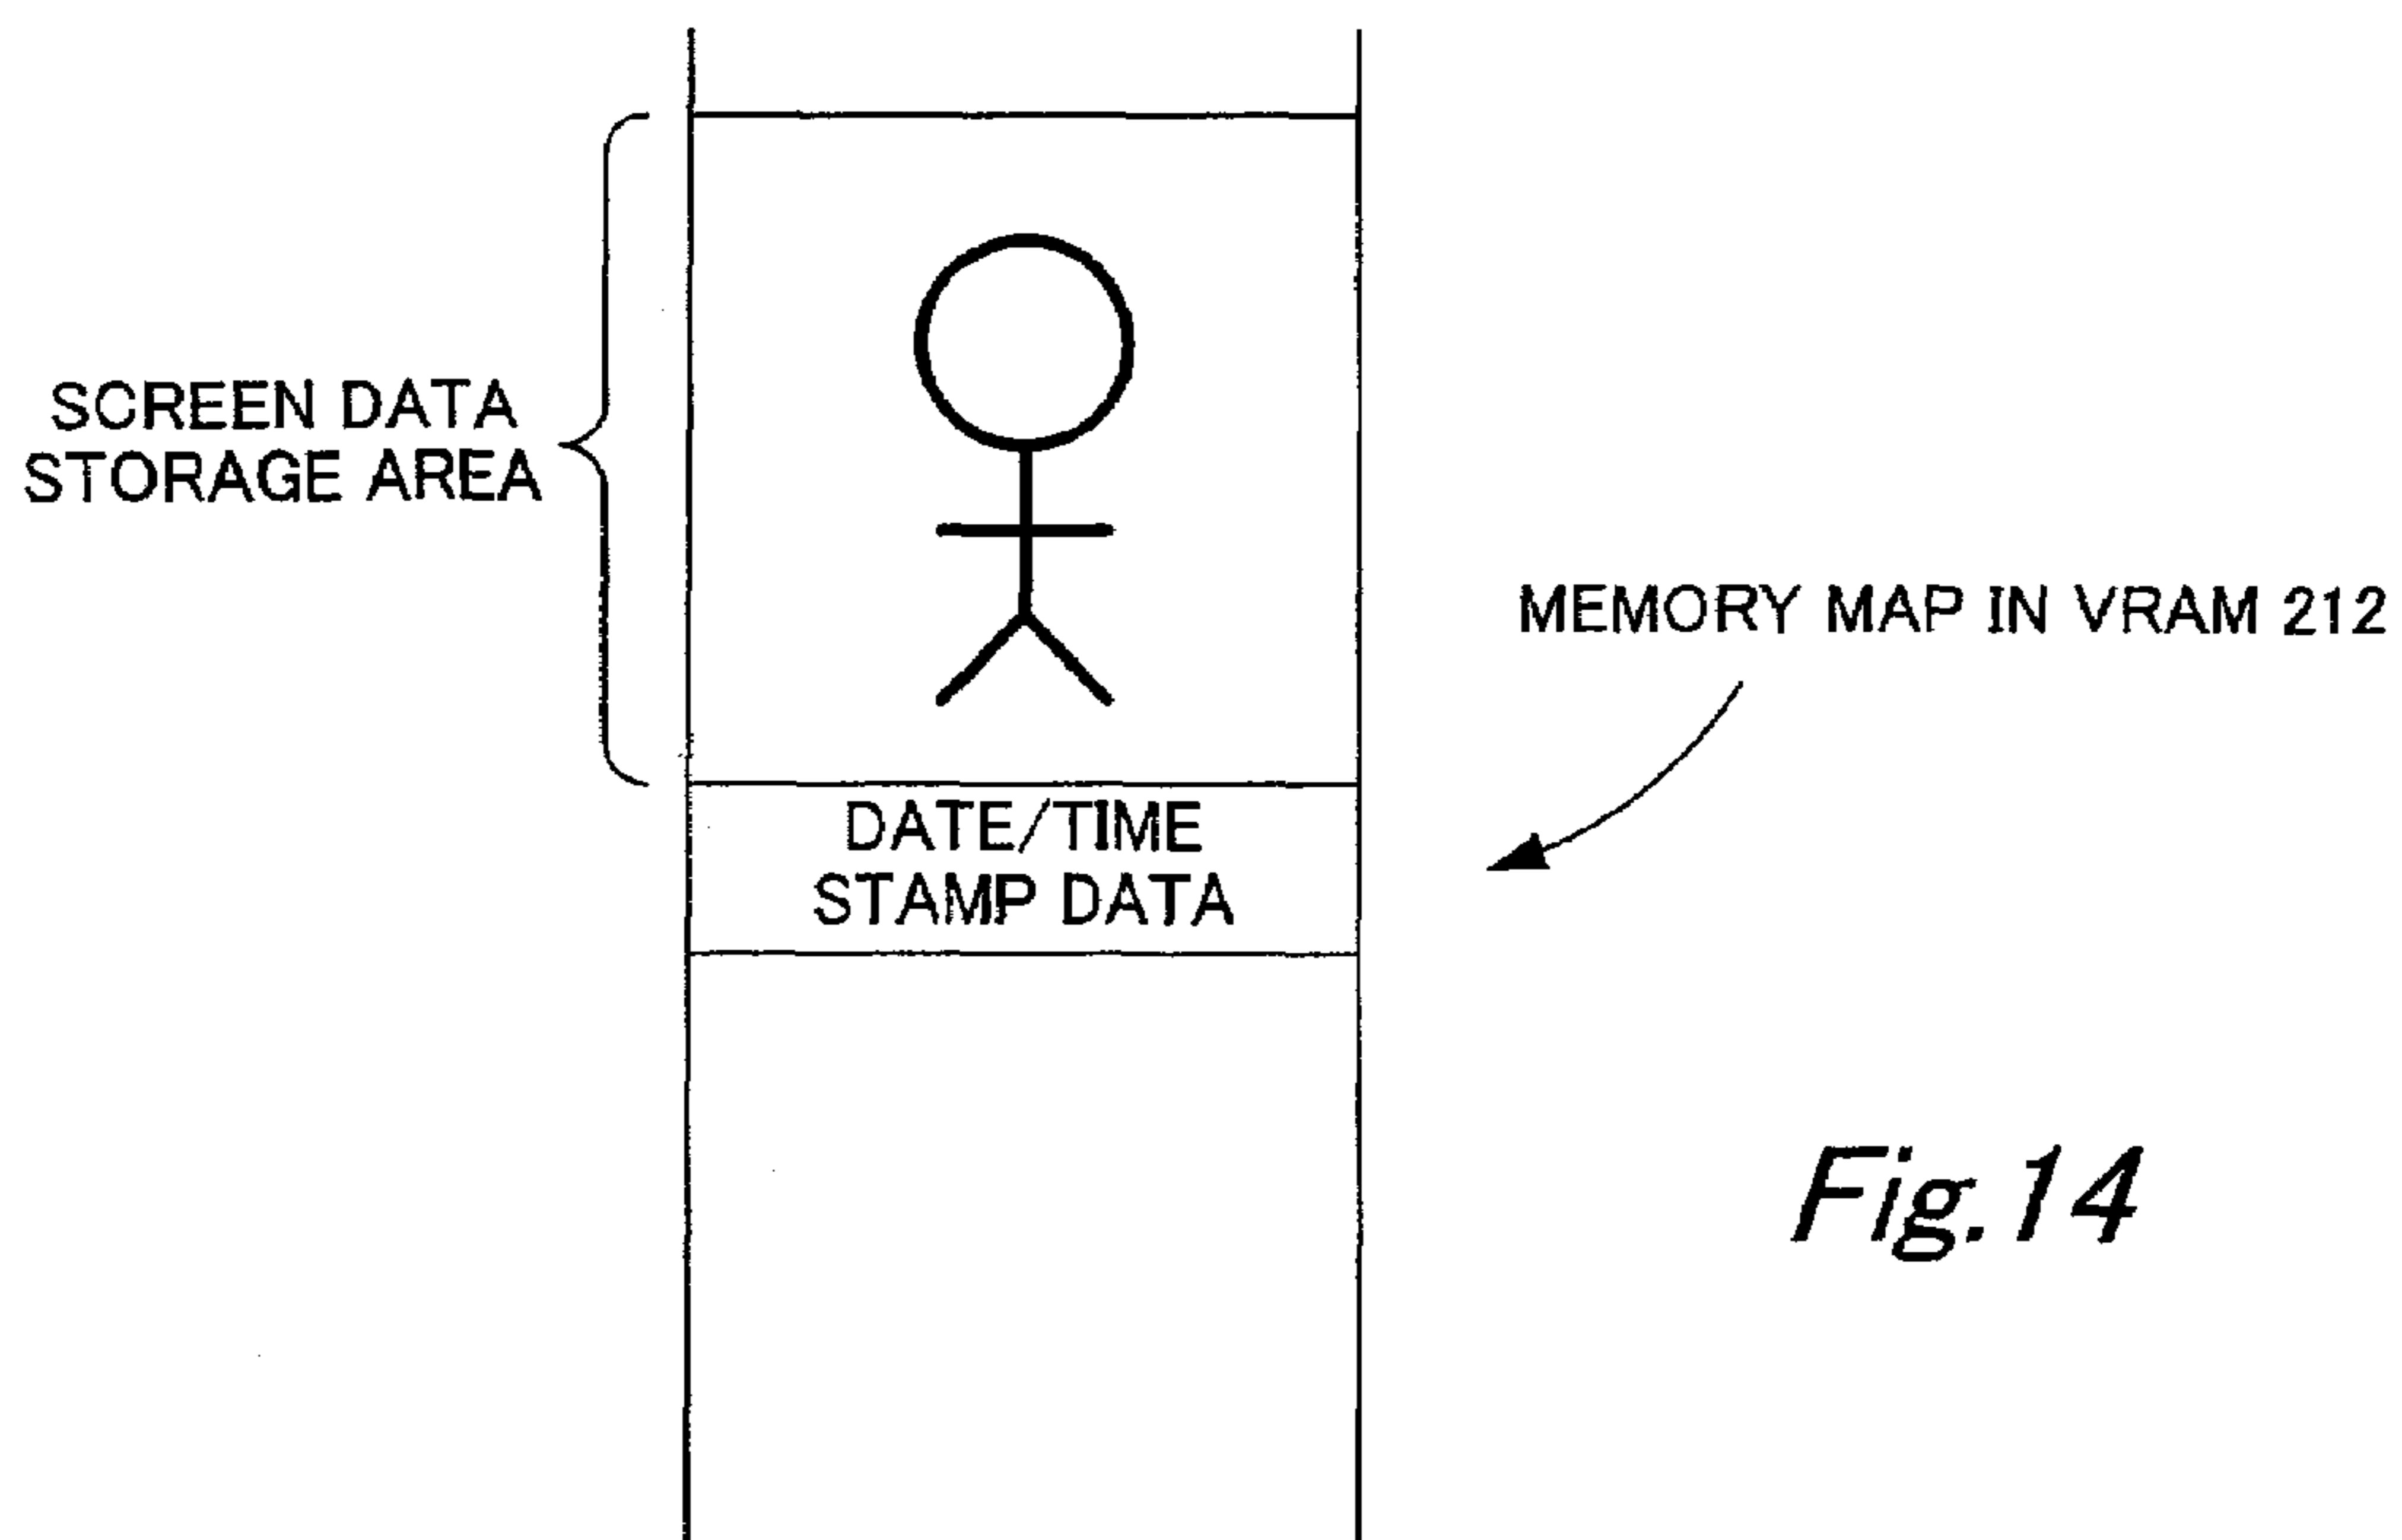 SCREEN DATA
STORAGE AREA
MEMORY MAP IN VRAM 212
DATE/TIME
STAMP DATA
Fig.14